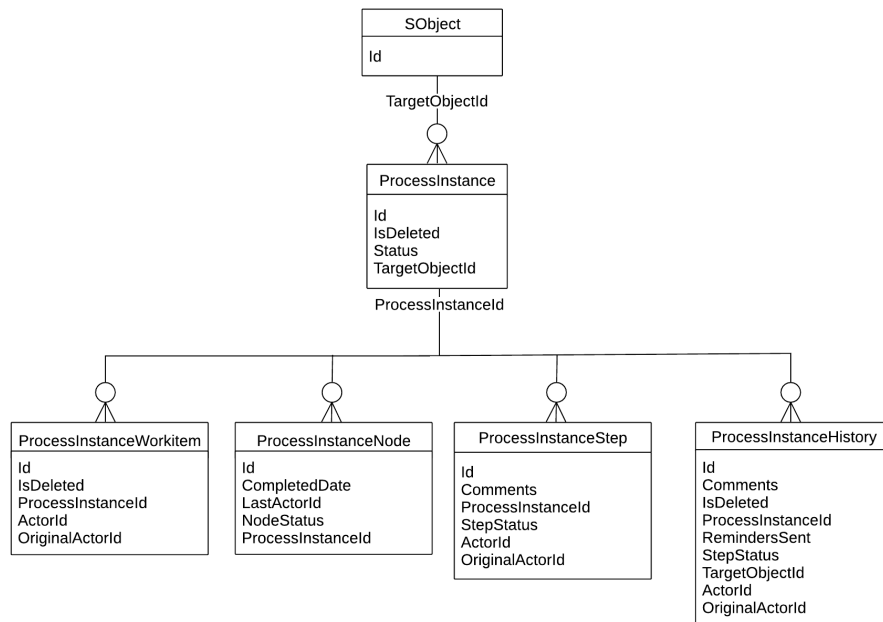 SObject
Id
TargetObjectId
ProcessInstance
Id
IsDeleted
Status
TargetObjectId
ProcessInstanceId
ProcessInstanceWorkitem
Id
IsDeleted
ProcessInstanceId
ActorId
OriginalActorId
ProcessInstanceNode
Id
CompletedDate
LastActorId
NodeStatus
ProcessInstanceId
ProcessInstanceStep
Id
Comments
ProcessInstanceId
StepStatus
ActorId
OriginalActorId
ProcessInstanceHistory
Id
Comments
IsDeleted
ProcessInstanceId
RemindersSent
StepStatus
TargetObjectId
ActorId
OriginalActorId